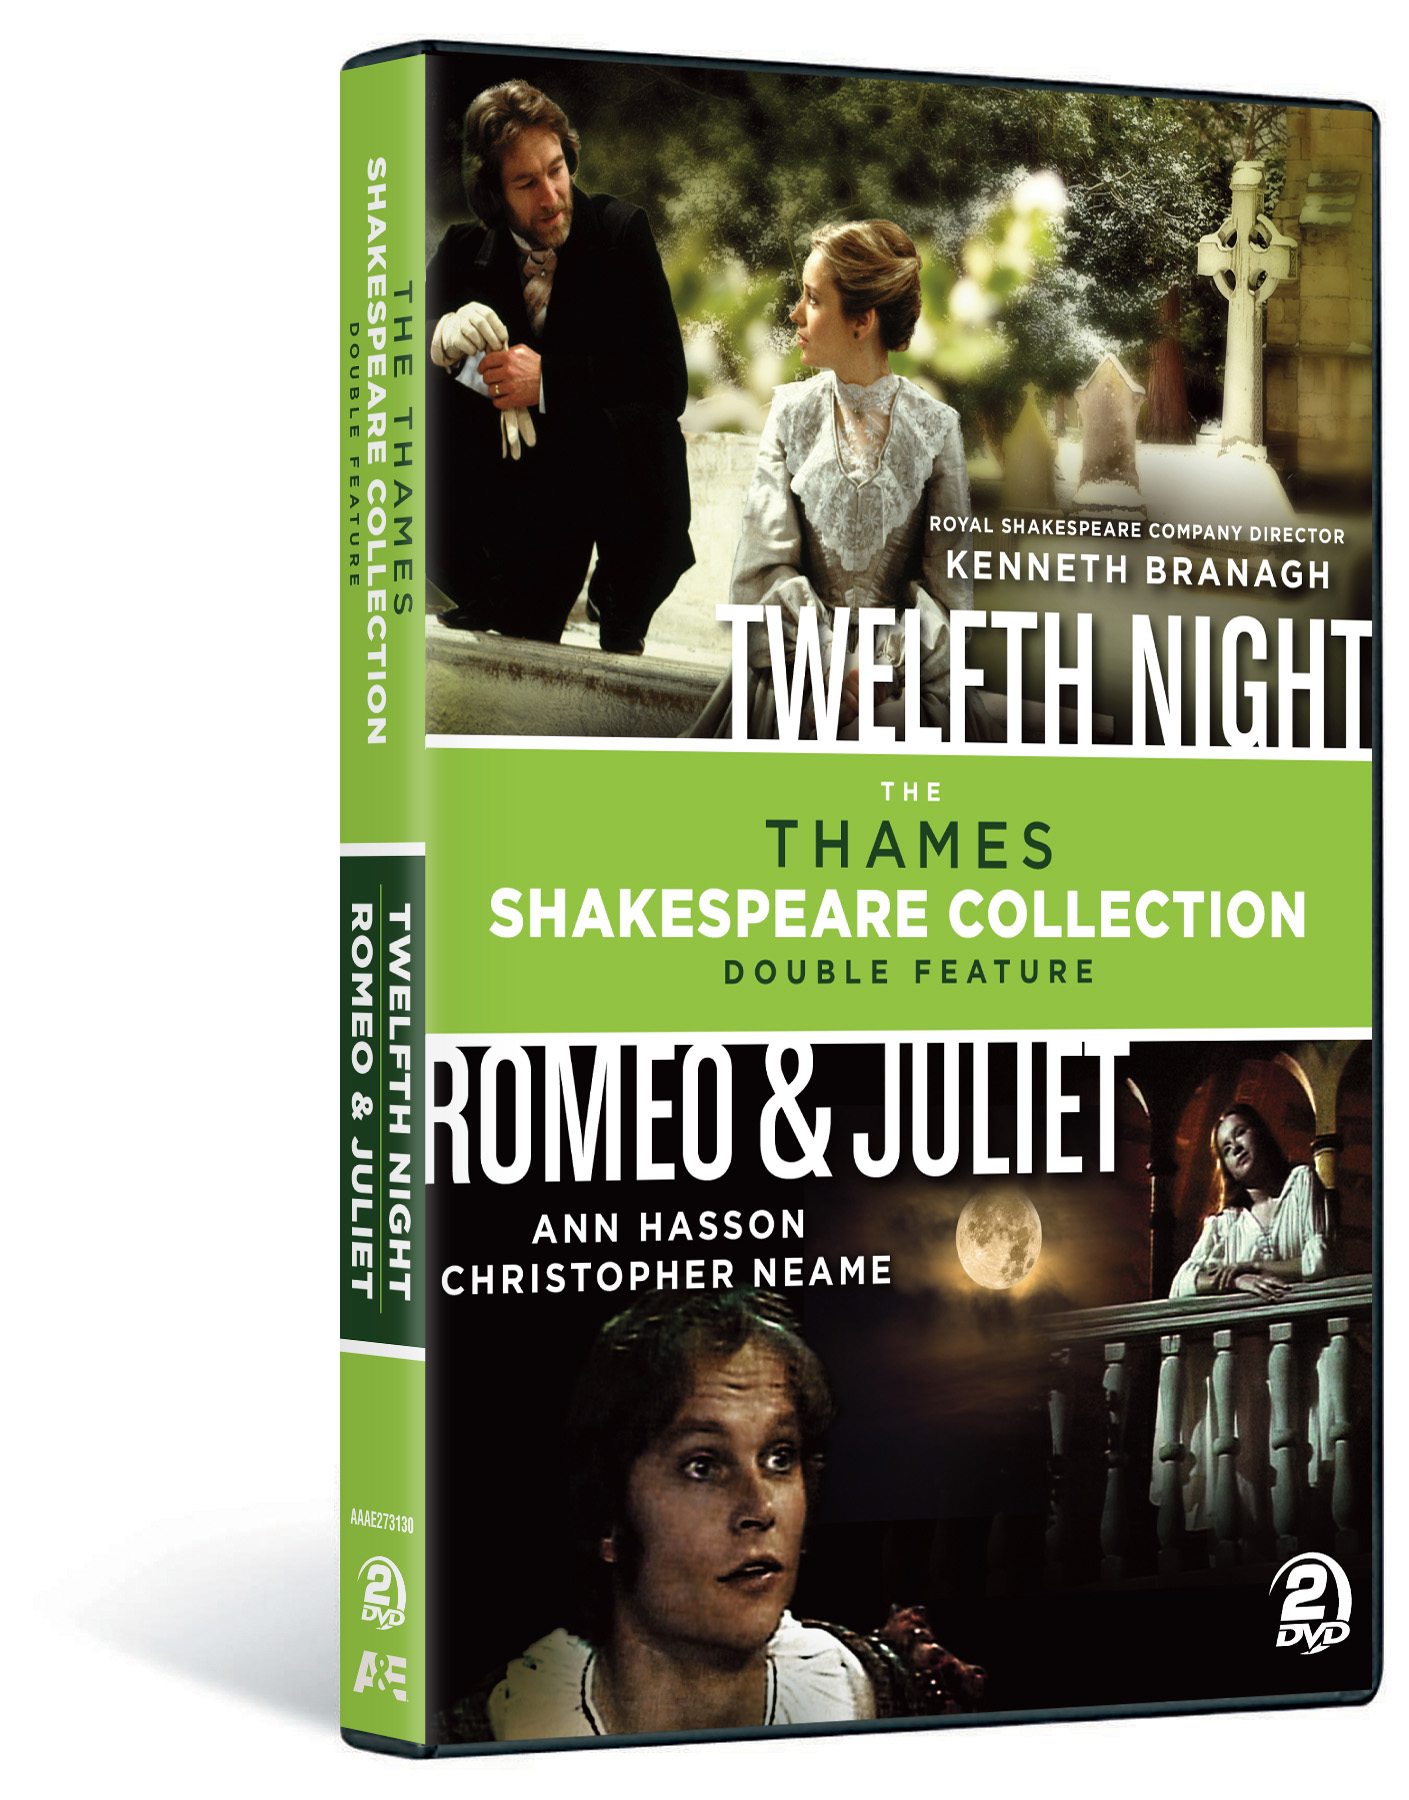 THE THAMES
SHAKESPEARE COLLECTION
DOUBLE FEATURE
TWELFTH NIGHT
ROMEO & JULIET
AAAE273130
2
DVD
A&E
ROYAL SHAKESPEARE COMPANY DIRECTOR
KENNETH BRANAGH
TWELFTH NIGHT
THE
THAMES
SHAKESPEARE COLLECTION
DOUBLE FEATURE
ROMEO & JULIET
ANN HASSON
CHRISTOPHER NEAME
2
DVD